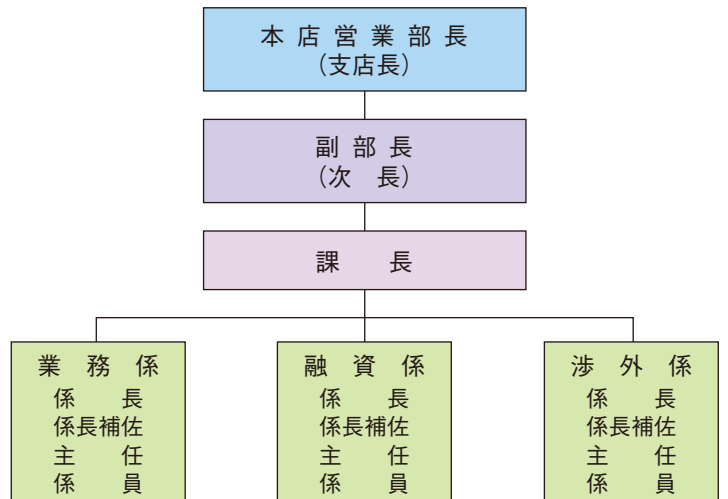 本店営業部長
（支店長）
副部長
（次　長）
課　　長
業　務　係
係　　長
係長補佐
主　　任
係　　員
融　資　係
係　　長
係長補佐
主　　任
係　　員
渉　外　係
係　　長
係長補佐
主　　任
係　　員